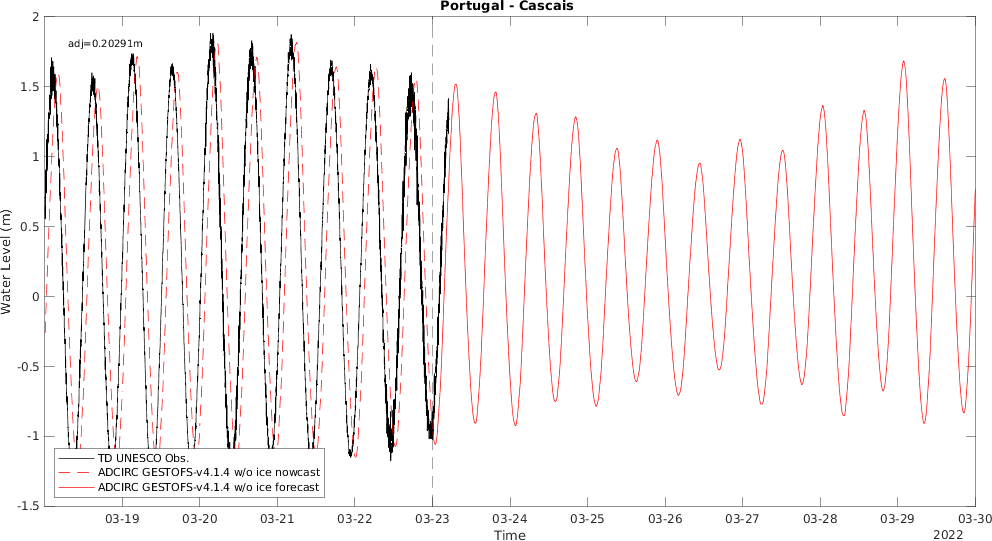 Portugal - Cascais
adj=0.20291m
2
1.5
1
0.5
0
-0.5
-1
-1.5
Water Level (m)
TD UNESCO Obs.
ADCIRC GESTOFS-v4.1.4 w/o ice nowcast
ADCIRC GESTOFS-v4.1.4 w/o ice forecast
03-19 03-20 03-21 03-22 03-23 03-24 03-25 03-26 03-27 03-28 03-29 03-30
Time
2022